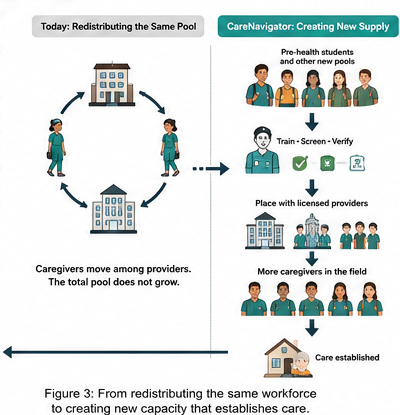 Today: Redistributing the Same Pool
Caregivers move among providers.
The total pool does not grow.
CareNavigator: Creating New Supply
Pre-health students
and other new pools
Train - Screen - Verify
Place with licensed providers
More caregivers in the field
Care established
Figure 3: From redistributing the same workforce
to creating new capacity that establishes care.